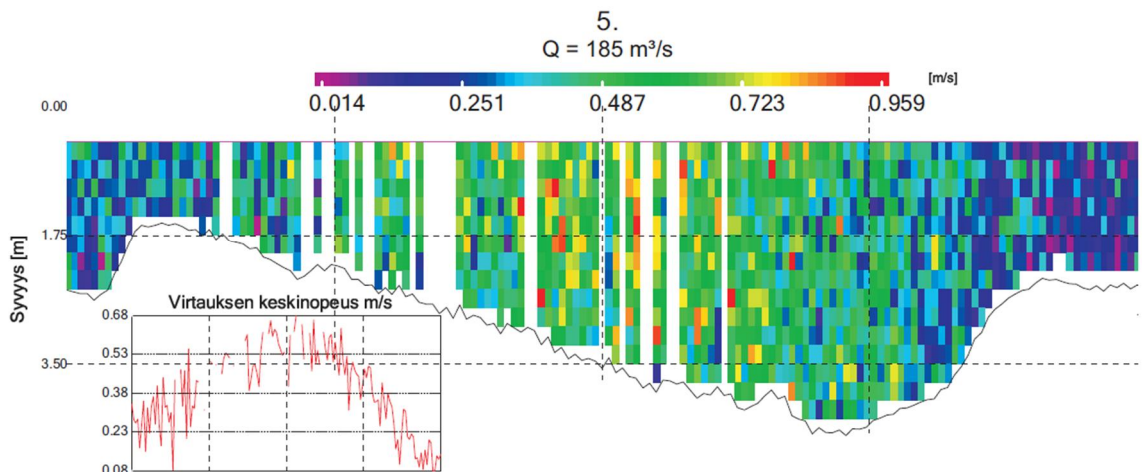 5.
Q = 185 m³/s
[m/s]
0.014 0.251 0.487 0.723 0.959
0.00
1.75
3.50
Syvyys [m]
Virtauksen keskinopeus m/s
0.68
0.53
0.38
0.23
0.08